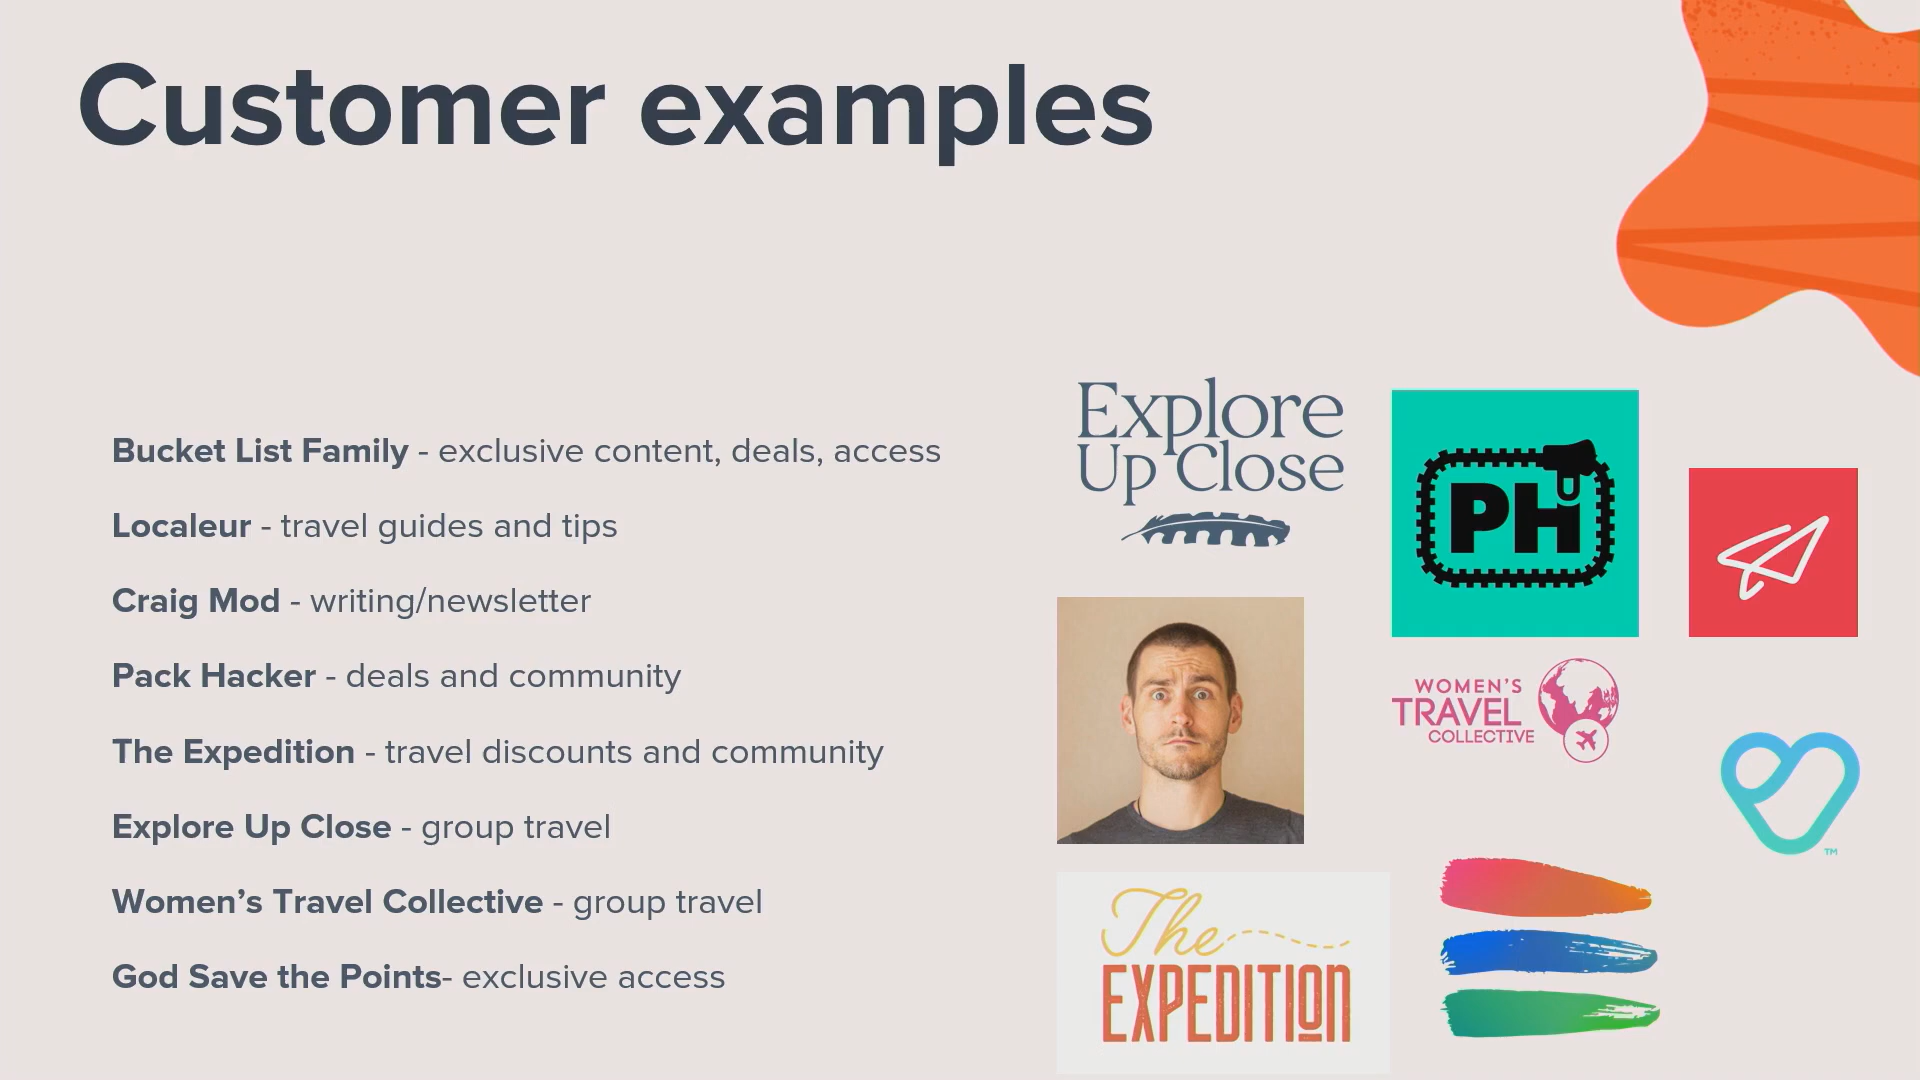 Customer examples
Bucket List Family - exclusive content, deals, access
Localeur - travel guides and tips
Craig Mod - writing/newsletter
Pack Hacker - deals and community
The Expedition - travel discounts and community
Explore Up Close - group travel
Women’s Travel Collective - group travel
God Save the Points- exclusive access
Explore
Up Close
PH
WOMEN'S
TRAVEL
COLLECTIVE
TM
The
EXPEDITION